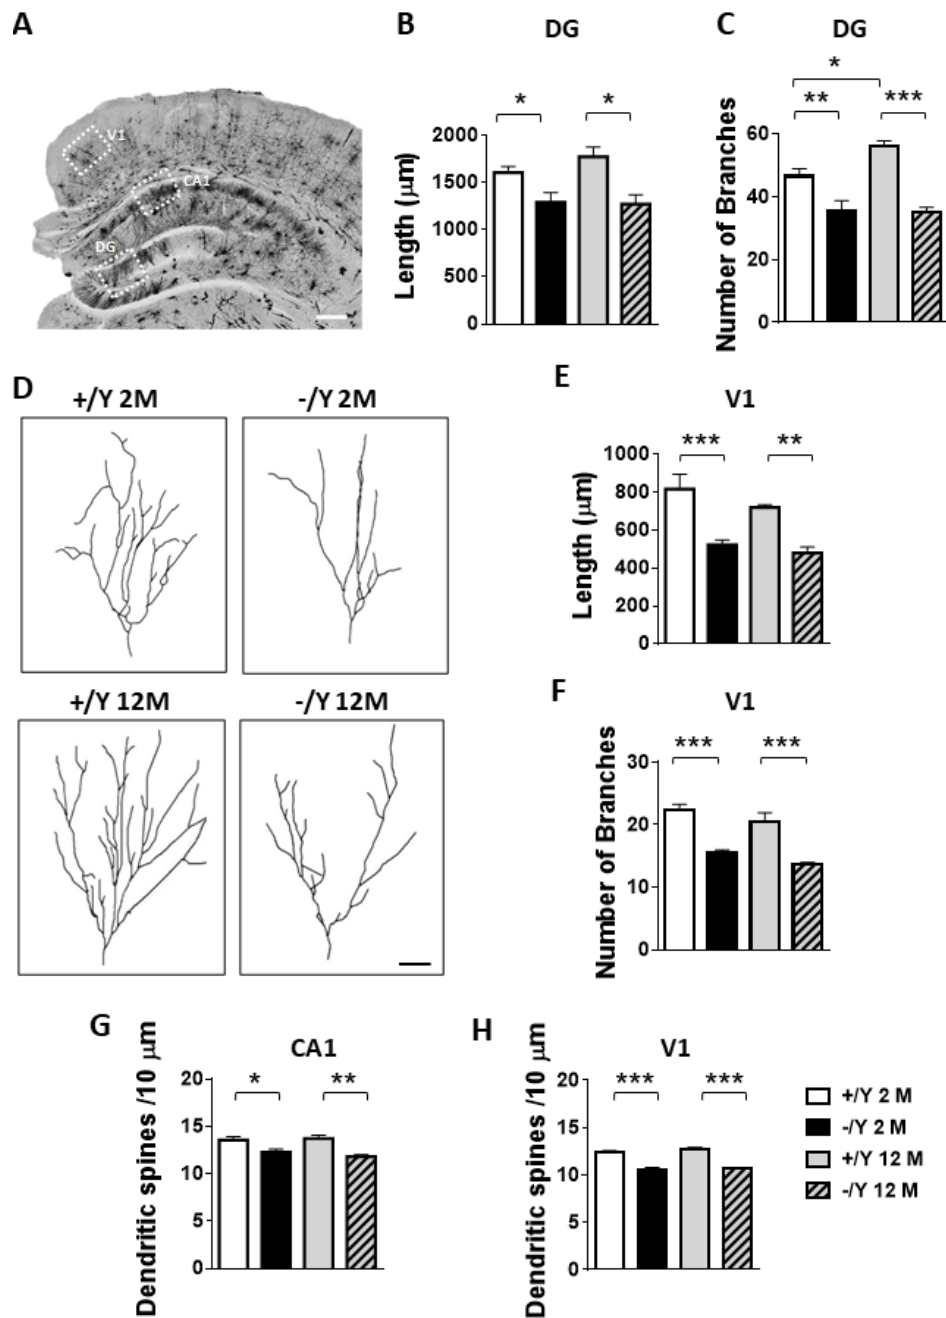 A
V1
CA1
DG
B
DG
*
*
Length (μm)
2000
1500
1000
500
0
C
DG
*
**
***
Number of Branches
60
40
20
0
D
+/Y 2M
-/Y 2M
+/Y 12M
-/Y 12M
E
V1
***
**
Length (μm)
1000
800
600
400
200
0
F
V1
***
***
Number of Branches
30
20
10
0
G
CA1
*
**
Dendritic spines /10 μm
20
15
10
5
0
H
V1
***
***
Dendritic spines /10 μm
20
15
10
5
0
+/Y 2 M
-/Y 2 M
+/Y 12 M
-/Y 12 M